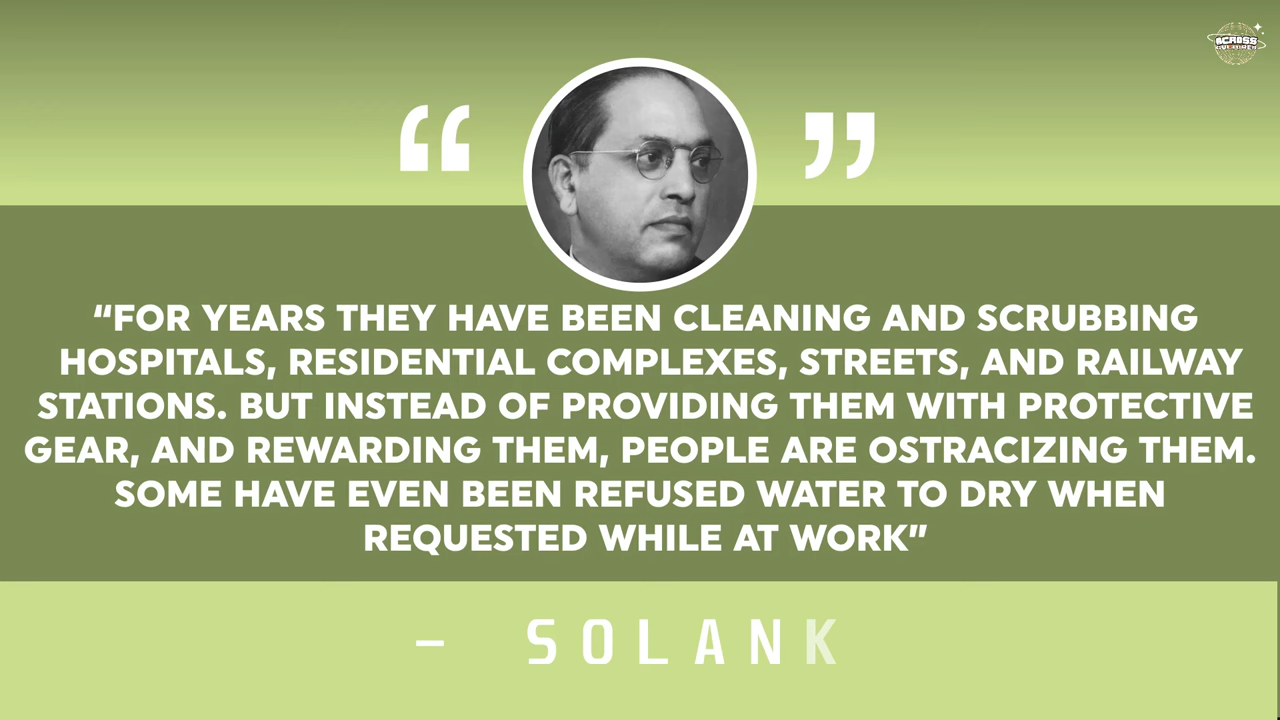 ACROSS
“ ”
“FOR YEARS THEY HAVE BEEN CLEANING AND SCRUBBING
HOSPITALS, RESIDENTIAL COMPLEXES, STREETS, AND RAILWAY
STATIONS. BUT INSTEAD OF PROVIDING THEM WITH PROTECTIVE
GEAR, AND REWARDING THEM, PEOPLE ARE OSTRACIZING THEM.
SOME HAVE EVEN BEEN REFUSED WATER TO DRY WHEN
REQUESTED WHILE AT WORK”
– SOLANK